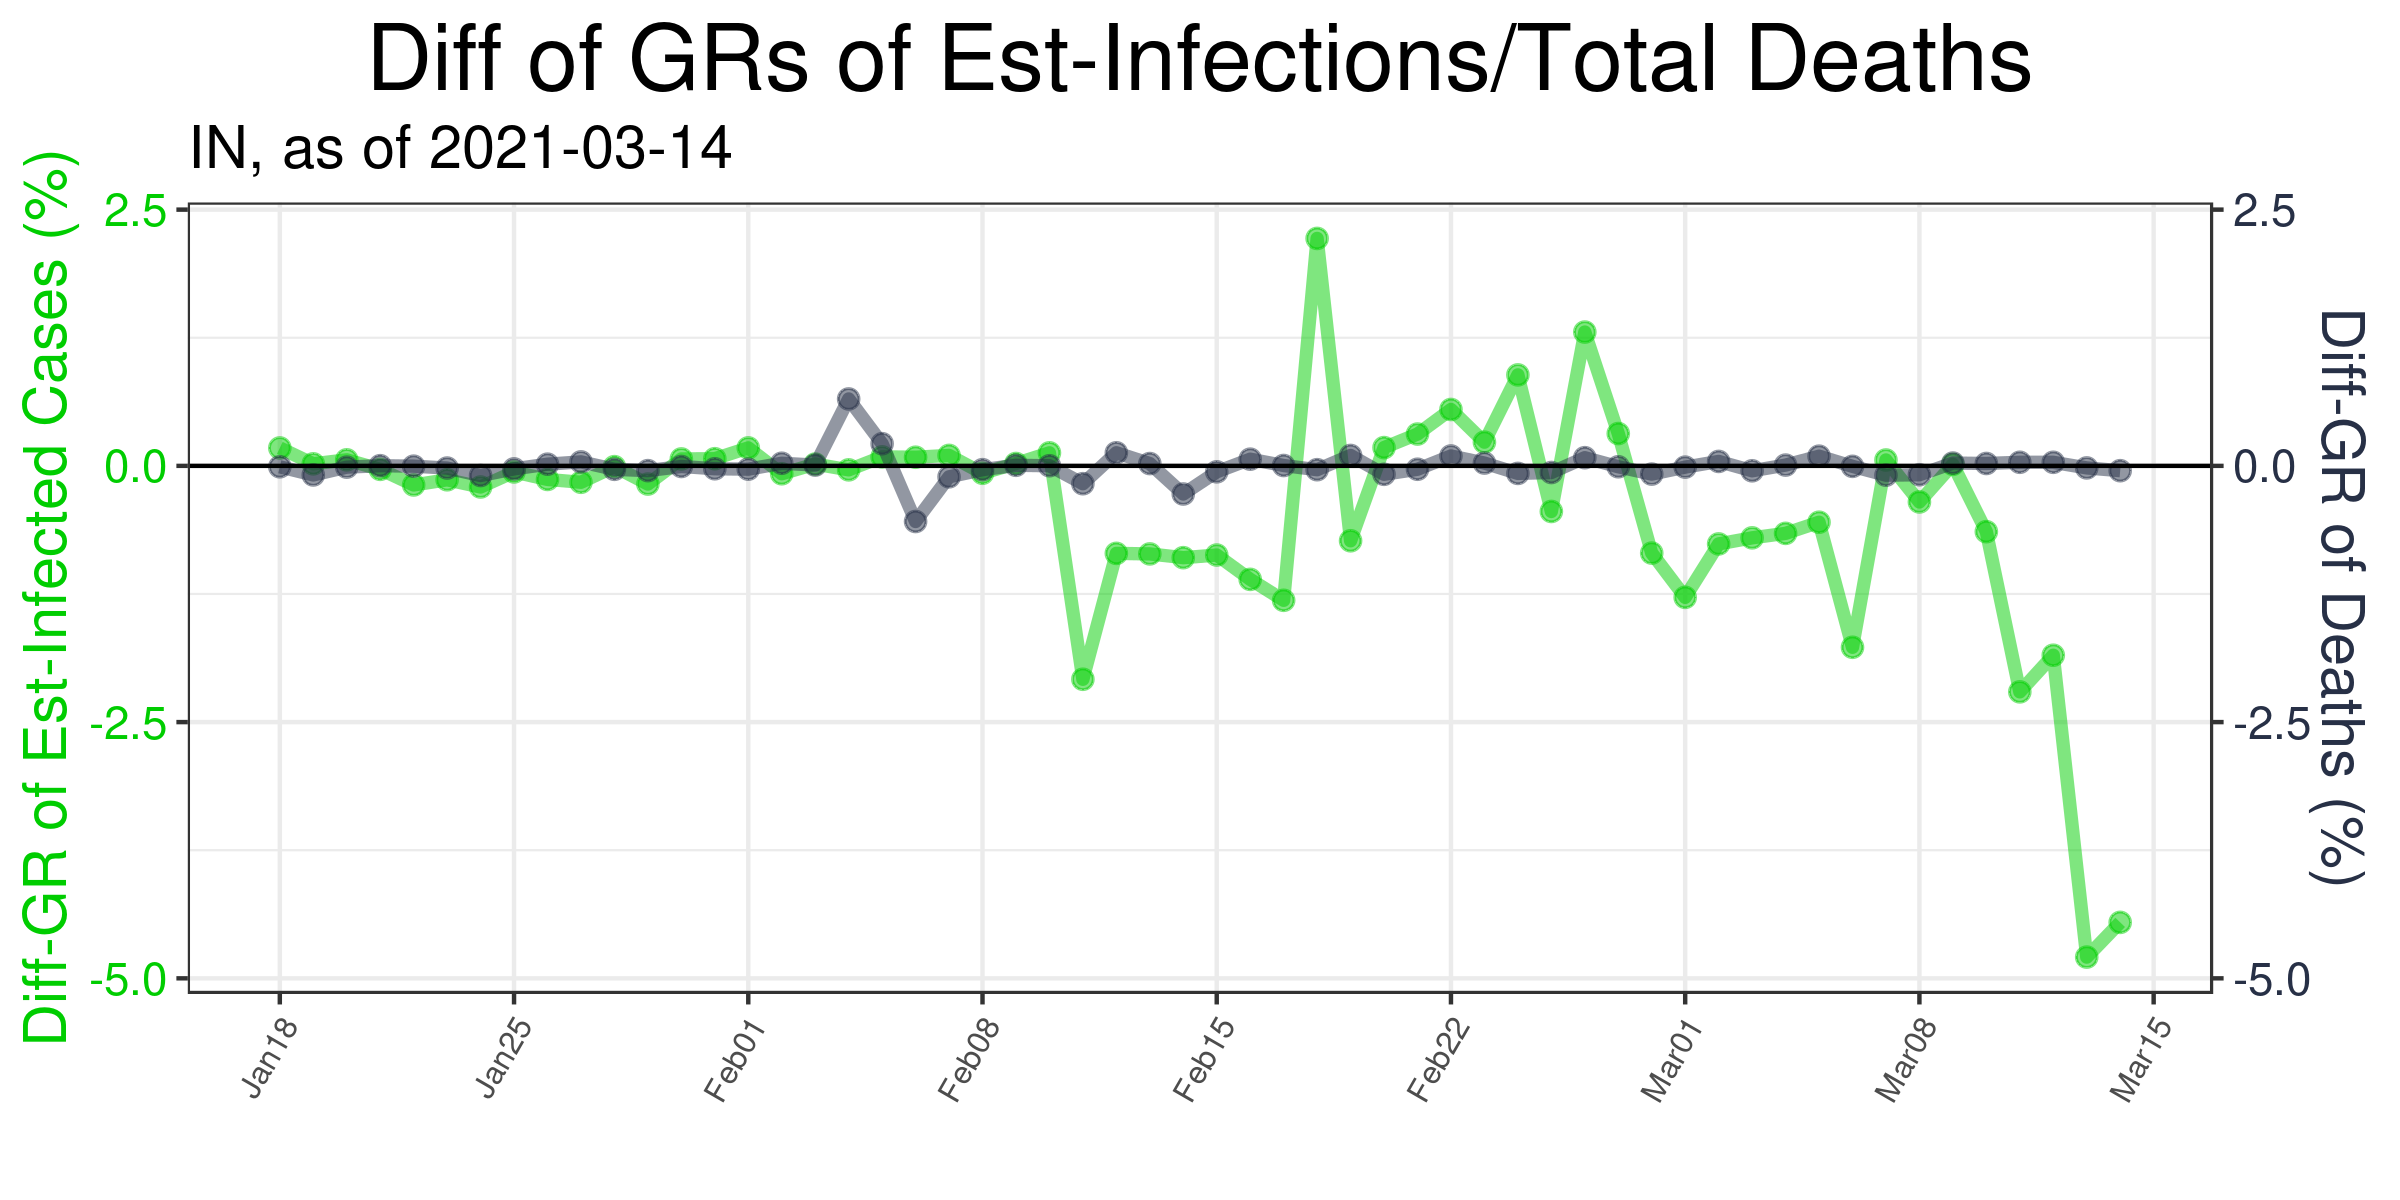 Diff of GRs of Est-Infections/Total Deaths
IN, as of 2021-03-14
Diff-GR of Est-Infected Cases (%)
2.5
0.0
-2.5
-5.0
2.5
0.0
-2.5
-5.0
Diff-GR of Deaths (%)
Jan18
Jan25
Feb01
Feb08
Feb15
Feb22
Mar01
Mar08
Mar15